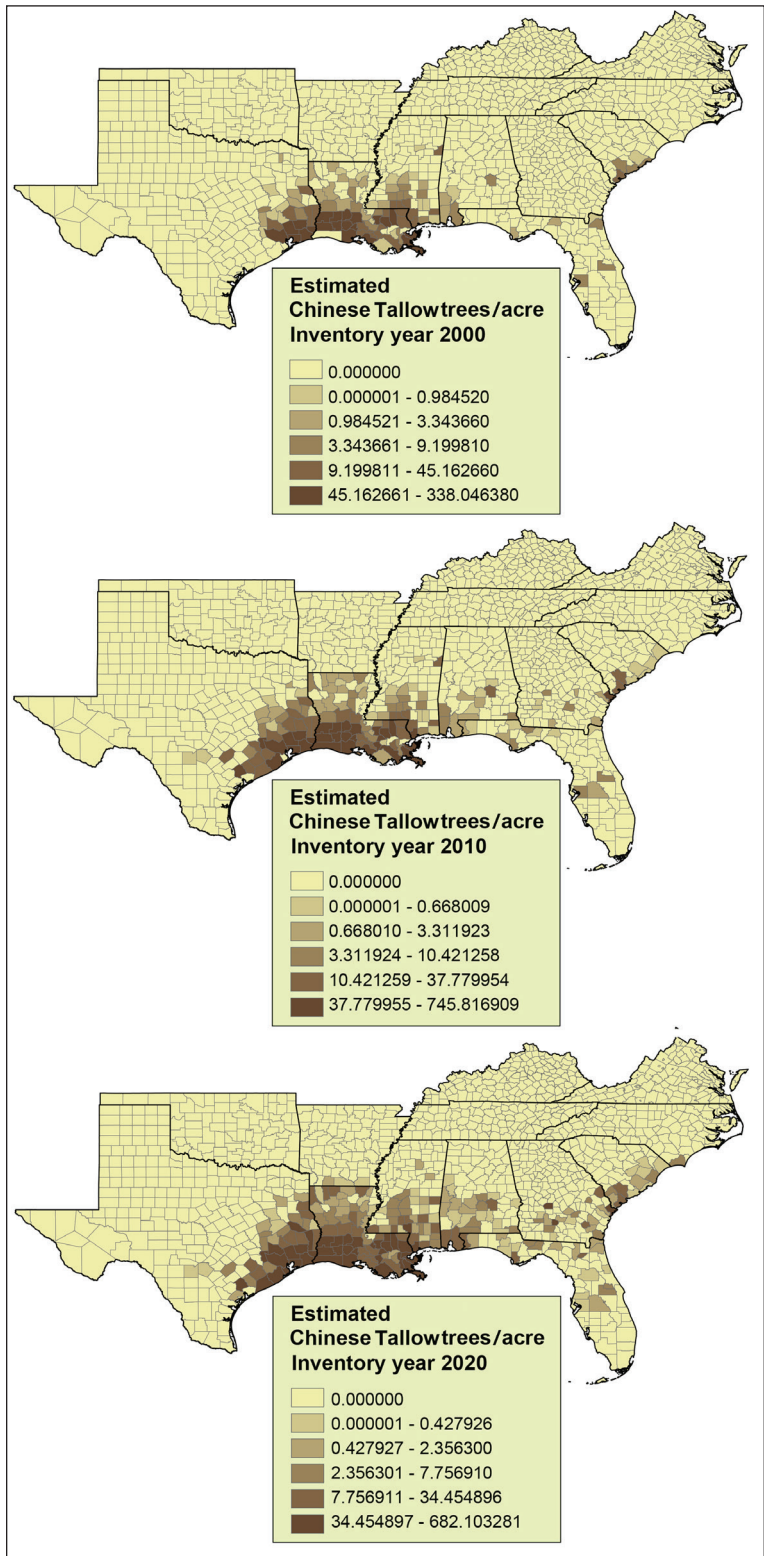 Estimated
Chinese Tallowtrees/acre
Inventory year 2000
0.000000
0.000001 - 0.984520
0.984521 - 3.343660
3.343661 - 9.199810
9.199811 - 45.162660
45.162661 - 338.046380
Estimated
Chinese Tallowtrees/acre
Inventory year 2010
0.000000
0.000001 - 0.668009
0.668010 - 3.311923
3.311924 - 10.421258
10.421259 - 37.779954
37.779955 - 745.816909
Estimated
Chinese Tallowtrees/acre
Inventory year 2020
0.000000
0.000001 - 0.427926
0.427927 - 2.356300
2.356301 - 7.756910
7.756911 - 34.454896
34.454897 - 682.103281